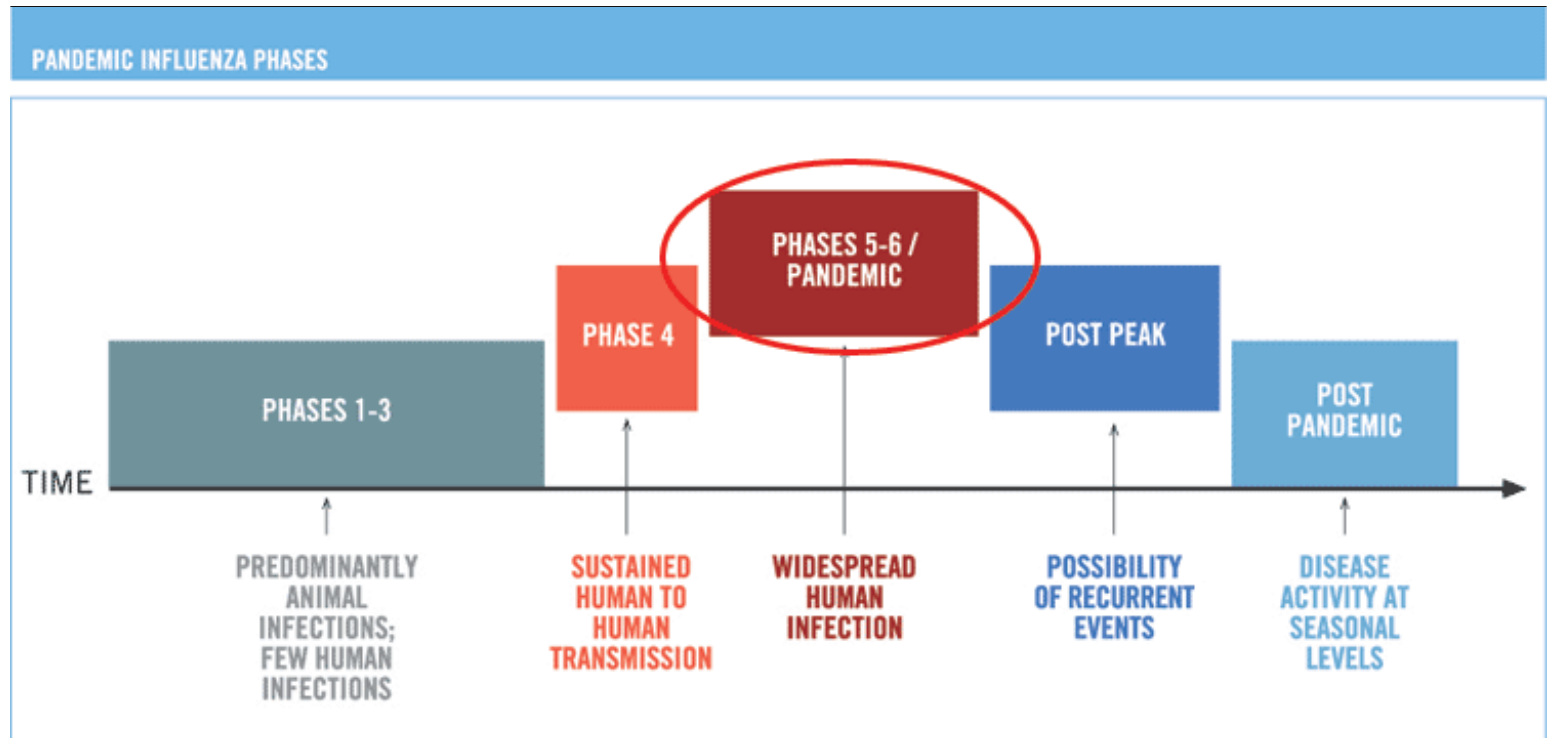 PANDEMIC INFLUENZA PHASES
PHASES 5-6 /
PANDEMIC
PHASE 4
POST PEAK
PHASES 1-3
POST
PANDEMIC
TIME
PREDOMINANTLY
ANIMAL
INFECTIONS;
FEW HUMAN
INFECTIONS
SUSTAINED
HUMAN TO
HUMAN
TRANSMISSION
WIDESPREAD
HUMAN
INFECTION
POSSIBILITY
OF RECURRENT
EVENTS
DISEASE
ACTIVITY AT
SEASONAL
LEVELS